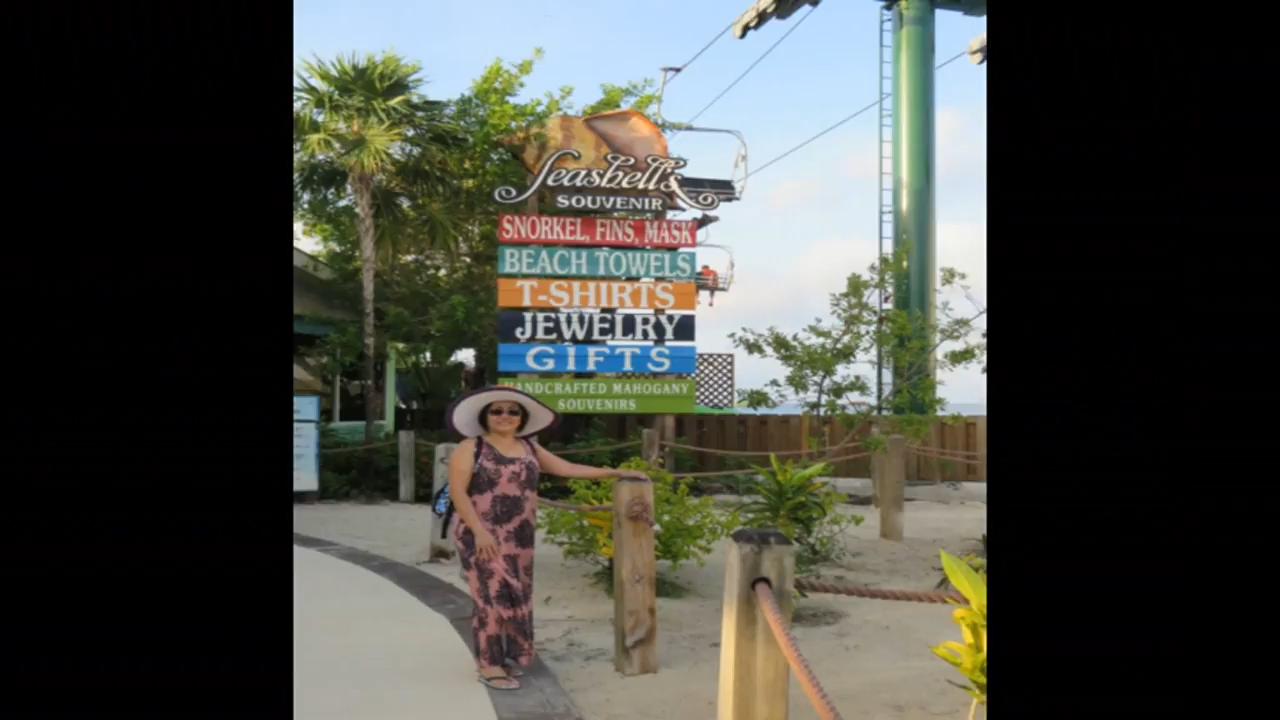 Seashell's
SOUVENIR
SNORKEL, FINS, MASK
BEACH TOWELS
T-SHIRTS
JEWELRY
GIFTS
HANDCRAFTED MAHOGANY
SOUVENIRS